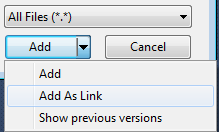 All Files (*.*)
Add Cancel
Add
Add As Link
Show previous versions